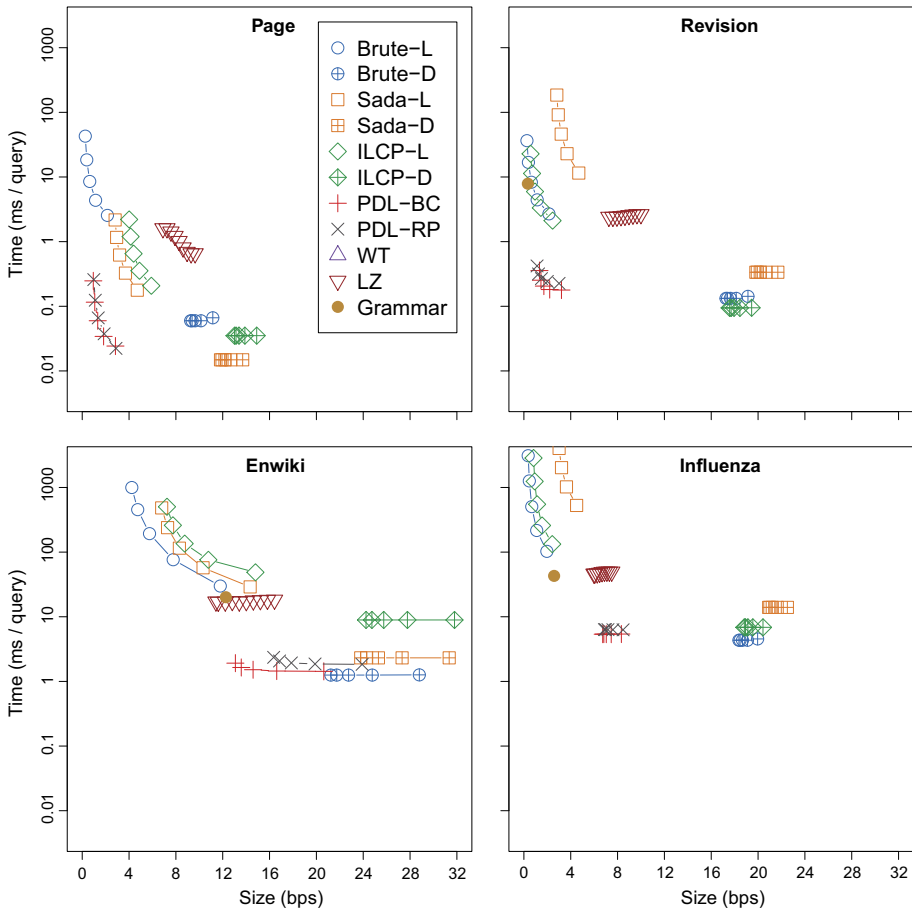 Page
Revision
Time (ms / query)
1000
100
10
1
0.1
0.01
Brute−L
Brute−D
Sada−L
Sada−D
ILCP−L
ILCP−D
PDL−BC
PDL−RP
WT
LZ
Grammar
Enwiki
Influenza
Time (ms / query)
1000
100
10
1
0.1
0.01
0 4 8 12 16 20 24 28 32
0 4 8 12 16 20 24 28 32
Size (bps)
Size (bps)